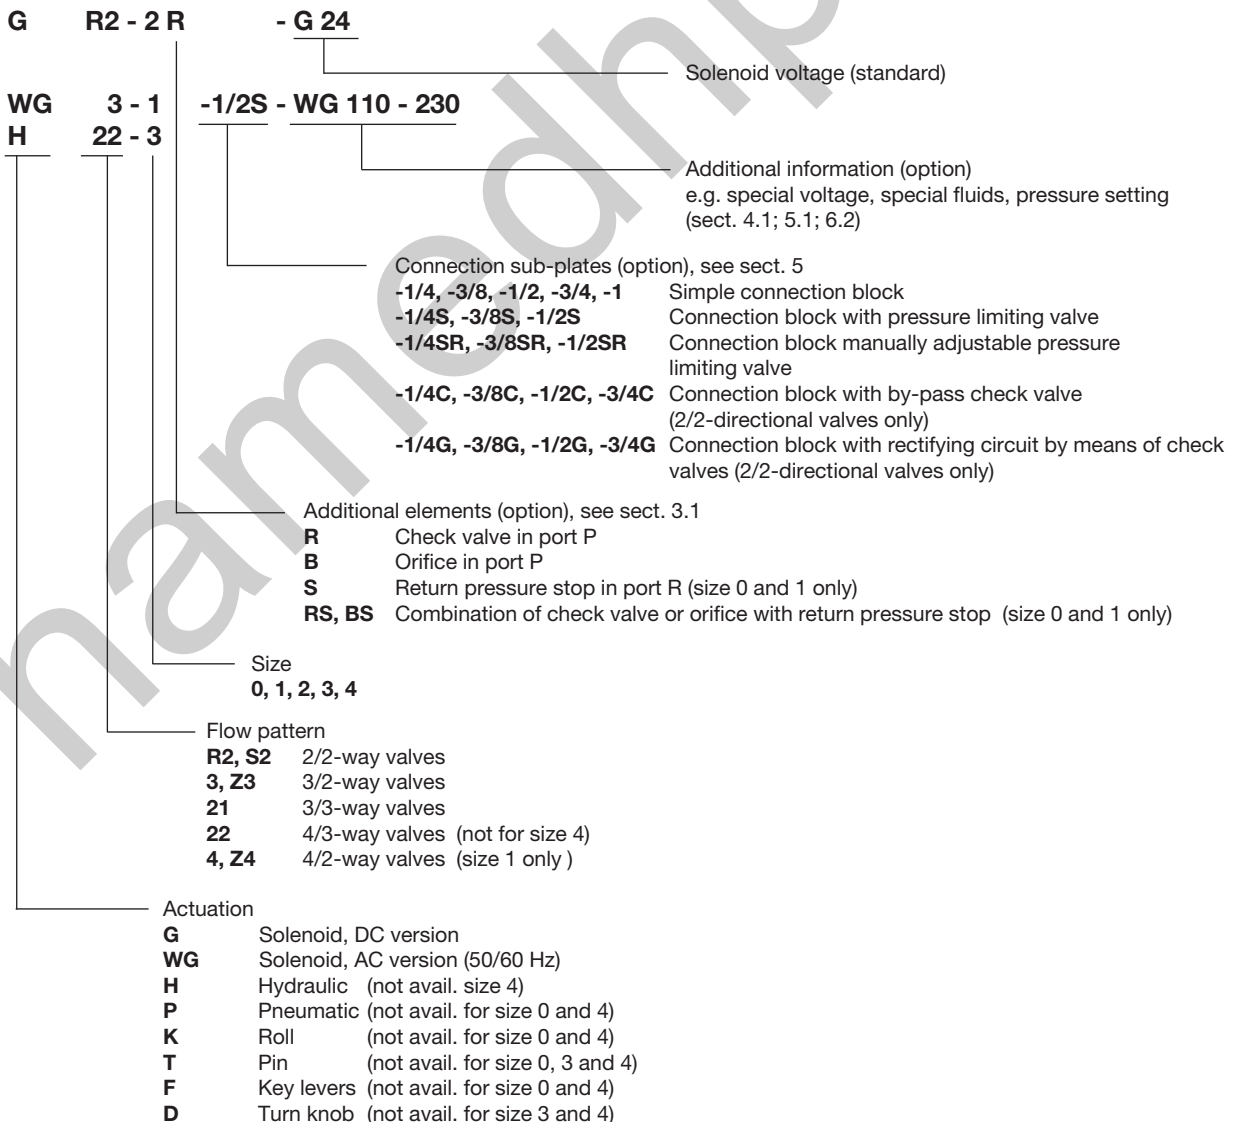 G R2 - 2 R - G 24
Solenoid voltage (standard)
WG 3 - 1 -1/2S - WG 110 - 230
H 22 - 3
Additional information (option)
e.g. special voltage, special fluids, pressure setting
(sect. 4.1; 5.1; 6.2)
Connection sub-plates (option), see sect. 5
-1/4, -3/8, -1/2, -3/4, -1 Simple connection block
-1/4S, -3/8S, -1/2S Connection block with pressure limiting valve
-1/4SR, -3/8SR, -1/2SR Connection block manually adjustable pressure
limiting valve
-1/4C, -3/8C, -1/2C, -3/4C Connection block with by-pass check valve
(2/2-directional valves only)
-1/4G, -3/8G, -1/2G, -3/4G Connection block with rectifying circuit by means of check
valves (2/2-directional valves only)
Additional elements (option), see sect. 3.1
R Check valve in port P
B Orifice in port P
S Return pressure stop in port R (size 0 and 1 only)
RS, BS Combination of check valve or orifice with return pressure stop (size 0 and 1 only)
Size
0, 1, 2, 3, 4
Flow pattern
R2, S2 2/2-way valves
3, Z3 3/2-way valves
21 3/3-way valves
22 4/3-way valves (not for size 4)
4, Z4 4/2-way valves (size 1 only )
Actuation
G Solenoid, DC version
WG Solenoid, AC version (50/60 Hz)
H Hydraulic (not avail. size 4)
P Pneumatic (not avail. for size 0 and 4)
K Roll (not avail. for size 0 and 4)
T Pin (not avail. for size 0, 3 and 4)
F Key levers (not avail. for size 0 and 4)
D Turn knob (not avail. for size 3 and 4)
namedhp